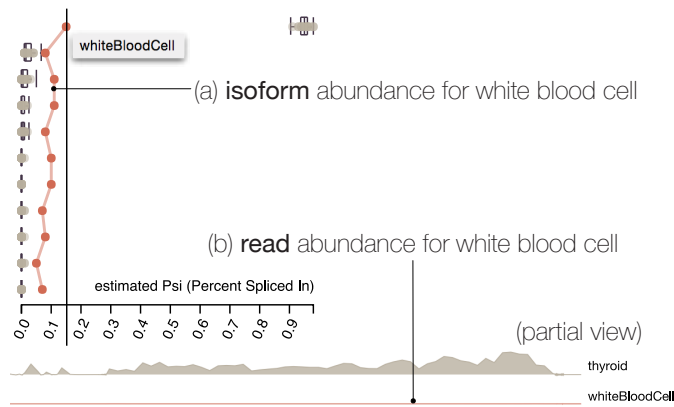 whiteBloodCell
(a) isoform abundance for white blood cell
(b) read abundance for white blood cell
estimated Psi (Percent Spliced In)
0.0 0.1 0.2 0.3 0.4 0.5 0.6 0.7 0.8 0.9
(partial view)
thyroid
whiteBloodCell